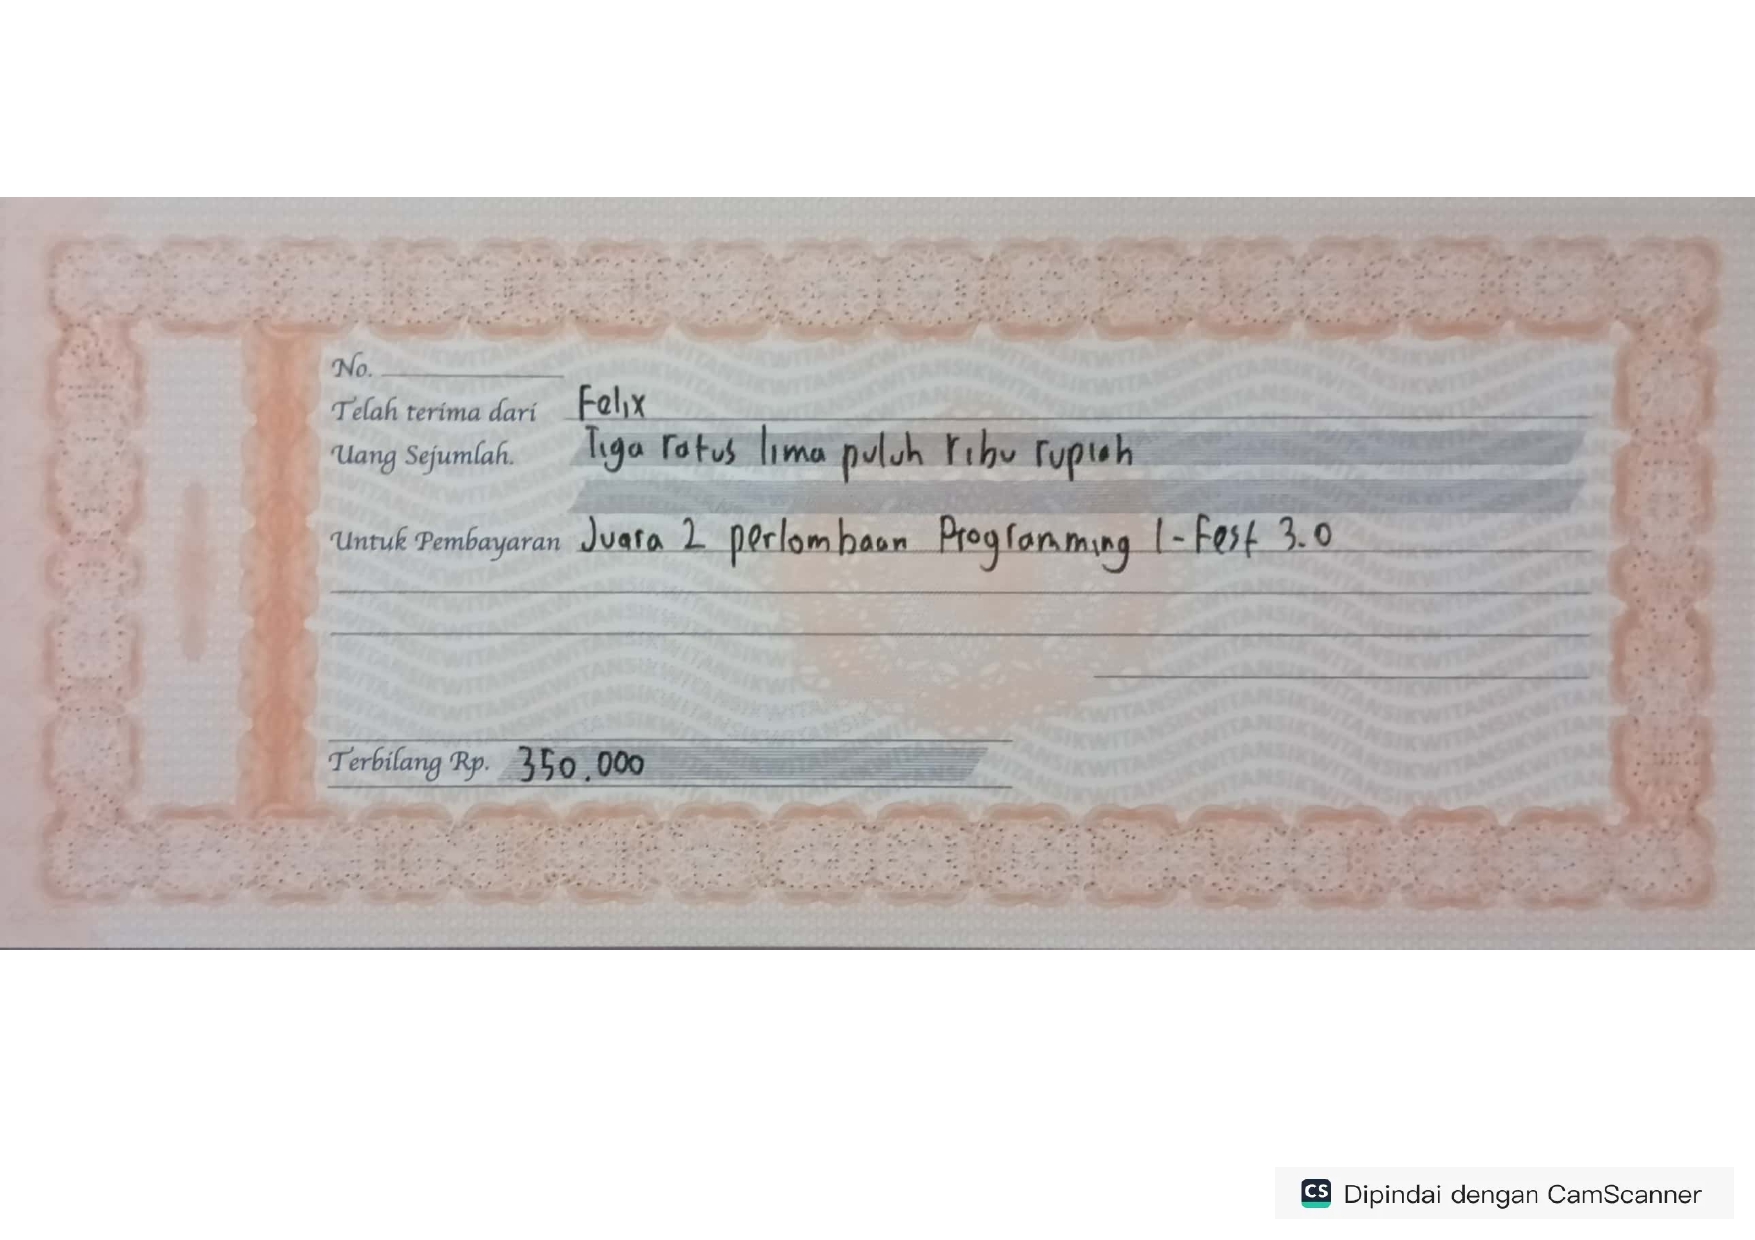 No.
Telah terima dari Felix
Uang Sejumlah. Tiga ratus lima puluh ribu rupiah
Untuk Pembayaran Juara 2 perlombaan Programming I-Fest 3.0
Terbilang Rp. 350.000
CS Dipindai dengan CamScanner